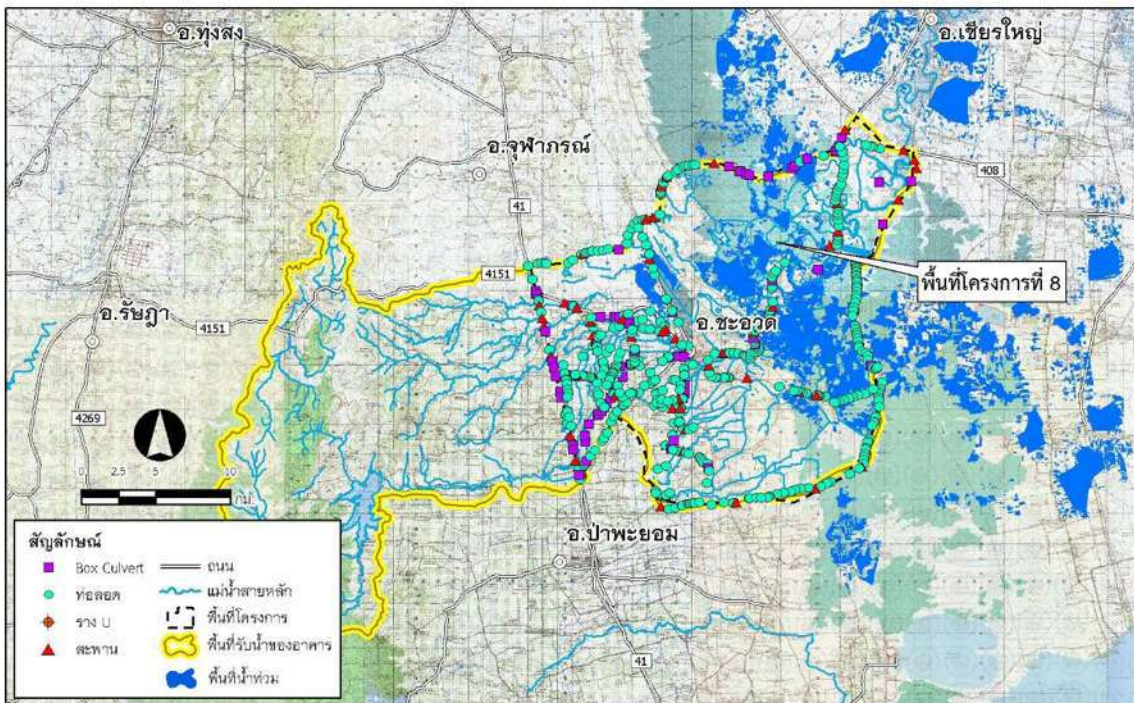 อ.ทุ่งสง
อ.เชียรใหญ่
อ.จุฬาภรณ์
408
41
4151
พื้นที่โครงการที่ 8
อ.รัษฎา
4151
อ.ชะอวด
4269
0 2.5 5 10
กม
อ.ป่าพะยอม
41
สัญลักษณ์
Box Culvert
ท่อลอด
ราง U
สะพาน
ถนน
แม่น้ำสายหลัก
พื้นที่โครงการ
พื้นที่รับน้ำของอาคาร
พื้นที่น้ำท่วม